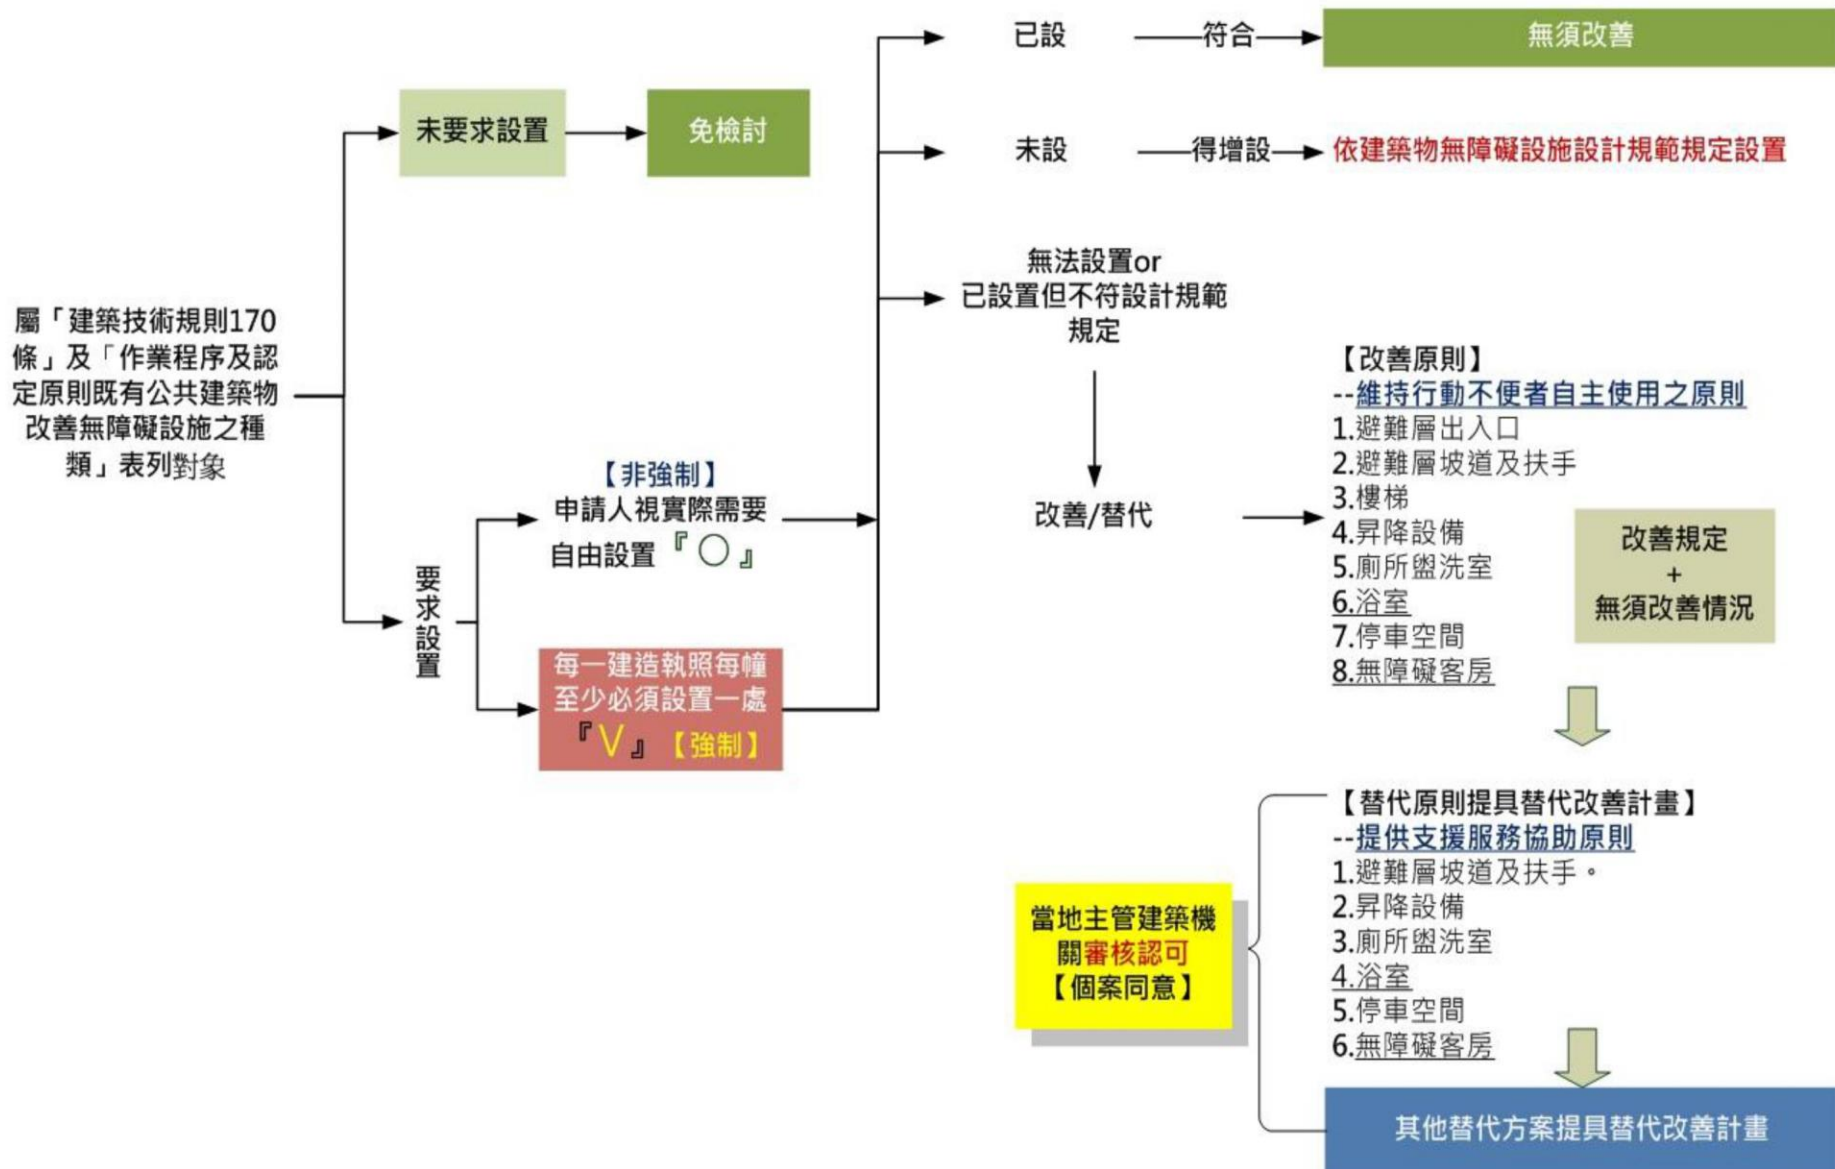 屬「建築技術規則170
條」及「作業程序及認
定原則既有公共建築物
改善無障礙設施之種
類」表列對象
未要求設置
免檢討
要求設置
【非強制】
申請人視實際需要
自由設置『〇』
每一建造執照每幢
至少必須設置一處
『V』【強制】
已設
符合
無須改善
未設
得增設
依建築物無障礙設施設計規範規定設置
無法設置or
已設置但不符設計規範
規定
改善/替代
【改善原則】
--維持行動不便者自主使用之原則
1.避難層出入口
2.避難層坡道及扶手
3.樓梯
4.昇降設備
5.廁所盥洗室
6.浴室
7.停車空間
8.無障礙客房
改善規定
+
無須改善情況
【替代原則提具替代改善計畫】
--提供支援服務協助原則
1.避難層坡道及扶手。
2.昇降設備
3.廁所盥洗室
4.浴室
5.停車空間
6.無障礙客房
當地主管建築機
關審核認可
【個案同意】
其他替代方案提具替代改善計畫